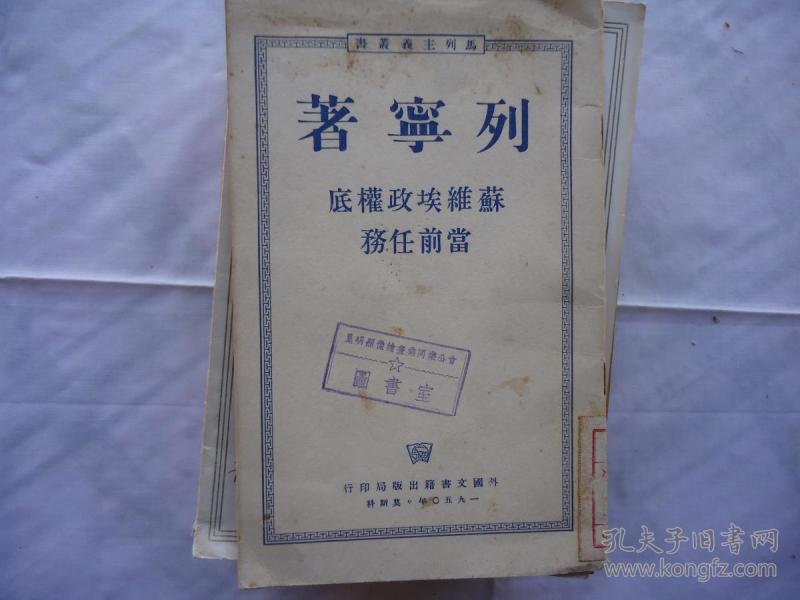 馬列主義叢書
列寧著
蘇維埃政權底
當前任務
圖書室
外國文書籍出版局印行
一九五〇年。莫斯科
孔夫子旧书网
www.kongfz.com